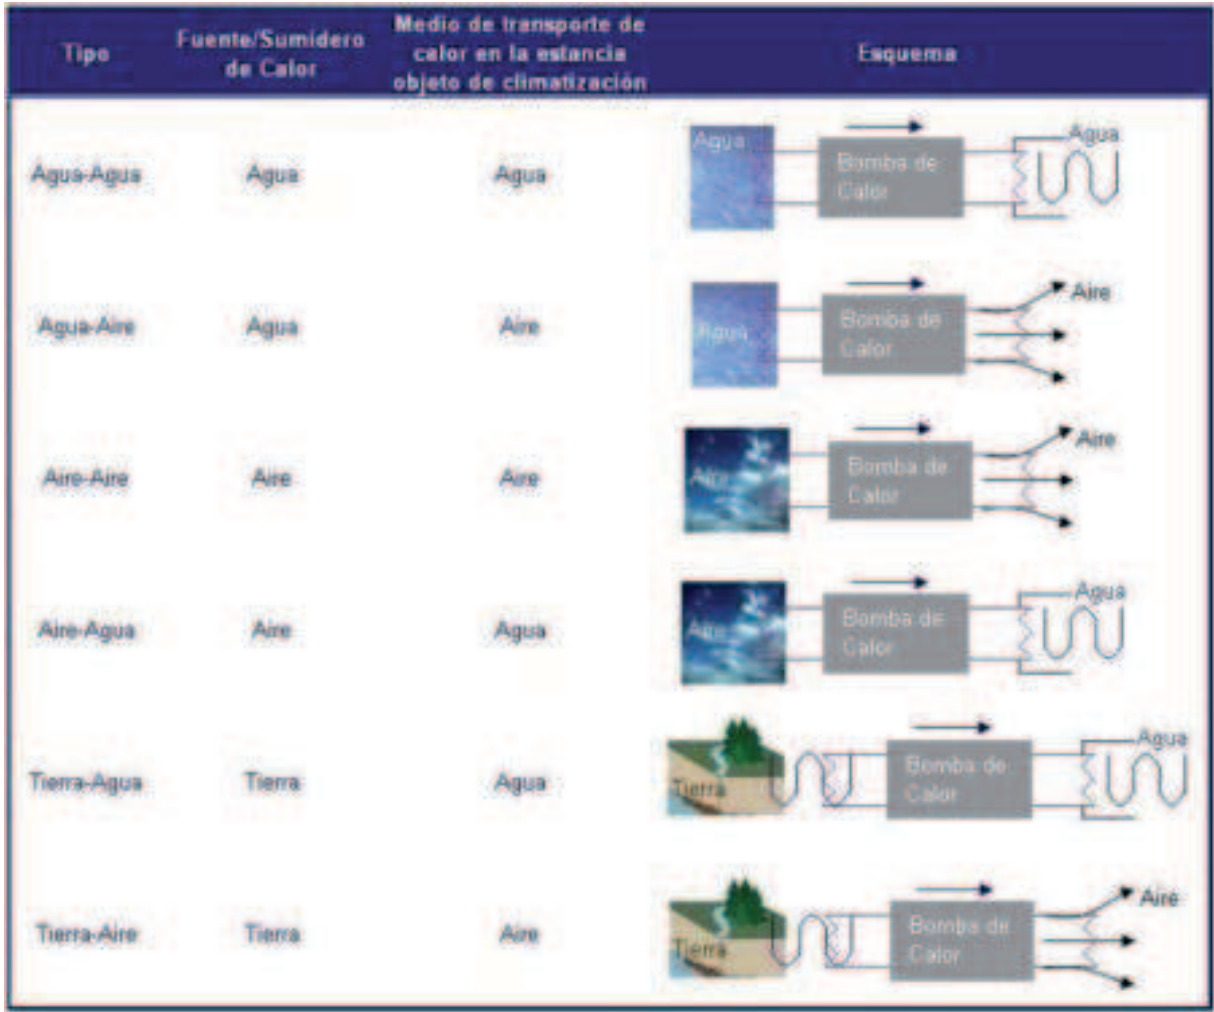 Tipo
Fuente/Sumidero
de Calor
Medio de transporte de
calor en la estancia
objeto de climatización
Esquema
Agua-Agua
Agua
Agua
Agua
Bomba de
Calor
Agua
Agua-Aire
Agua
Aire
Agua
Bomba de
Calor
Aire
Aire-Aire
Aire
Aire
Aire
Bomba de
Calor
Aire
Aire-Agua
Aire
Agua
Aire
Bomba de
Calor
Agua
Tierra-Agua
Tierra
Agua
Tierra
Bomba de
Calor
Agua
Tierra-Aire
Tierra
Aire
Tierra
Bomba de
Calor
Aire